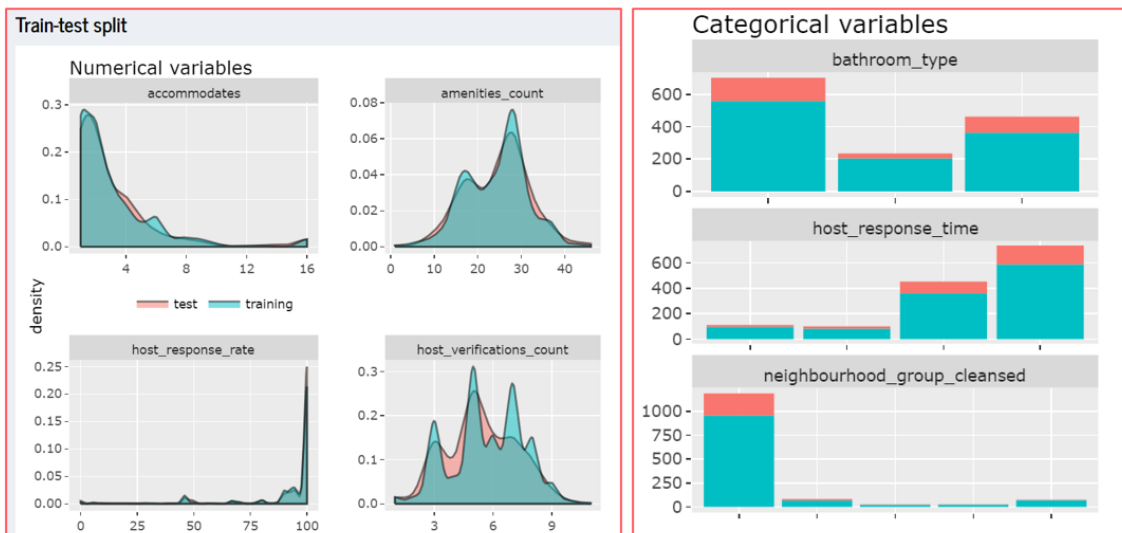 Train-test split
Numerical variables
accommodates
amenities_count
0.3
0.2
0.1
0.0
4 8 12 16
0.08
0.06
0.04
0.02
0.00
0 10 20 30 40
density
test training
host_response_rate
host_verifications_count
0.25
0.20
0.15
0.10
0.05
0.00
0 25 50 75 100
0.3
0.2
0.1
0.0
3 6 9
Categorical variables
bathroom_type
600
400
200
0
host_response_time
600
400
200
0
neighbourhood_group_cleansed
1000
750
500
250
0